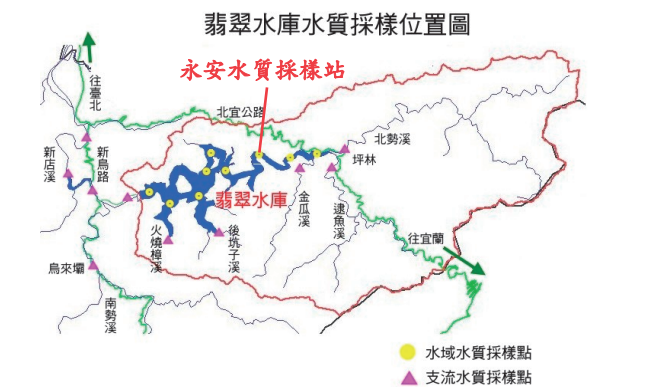 翡翠水庫水質採樣位置圖
永安水質採樣站
往臺北
北宜公路
北勢溪
坪林
新店溪
新烏路
翡翠水庫
金瓜溪
逮魚溪
火燒樟溪
後坑子溪
往宜蘭
烏來壩
南勢溪
水域水質採樣點
支流水質採樣點